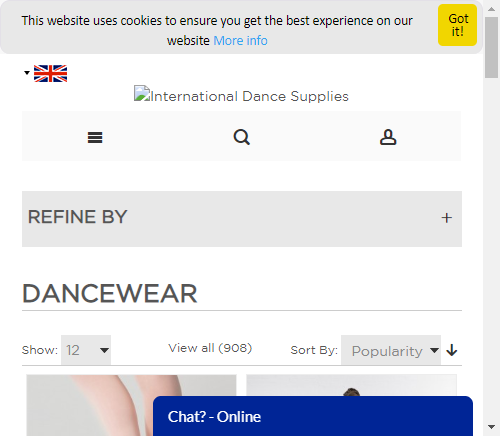 This website uses cookies to ensure you get the best experience on our
website More info
Got
it!
International Dance Supplies
REFINE BY
+
DANCEWEAR
Show: 12 View all (908) Sort By: Popularity
Chat? - Online